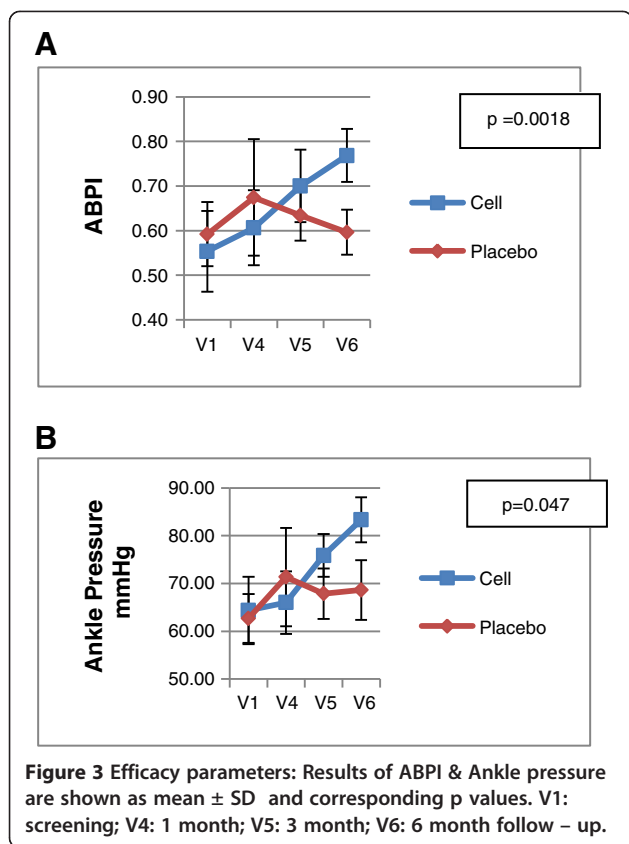 A
ABPI
0.90
0.80
0.70
0.60
0.50
0.40
V1 V4 V5 V6
p =0.0018
Cell
Placebo
B
Ankle Pressure
mmHg
90.00
80.00
70.00
60.00
50.00
V1 V4 V5 V6
p=0.047
Cell
Placebo
Figure 3 Efficacy parameters: Results of ABPI & Ankle pressure
are shown as mean ± SD and corresponding p values. V1:
screening; V4: 1 month; V5: 3 month; V6: 6 month follow – up.